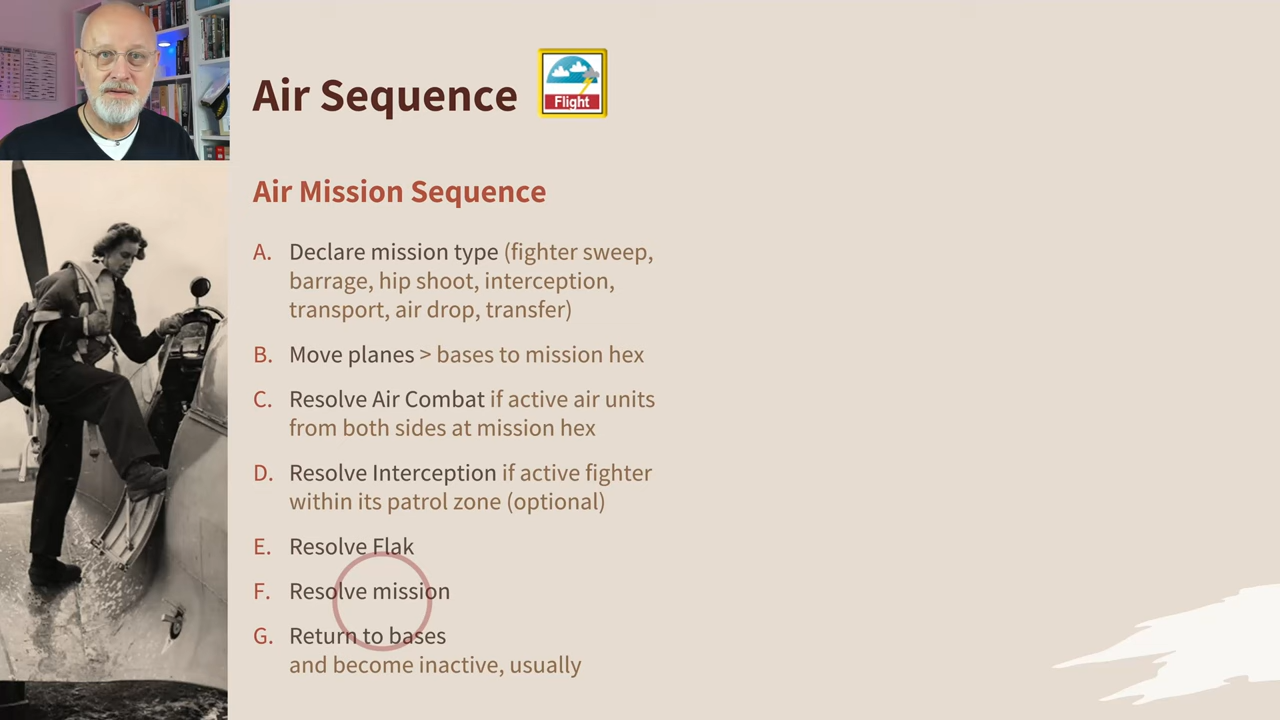 Air Sequence
Flight
Air Mission Sequence
A. Declare mission type (fighter sweep,
barrage, hip shoot, interception,
transport, air drop, transfer)
B. Move planes > bases to mission hex
C. Resolve Air Combat if active air units
from both sides at mission hex
D. Resolve Interception if active fighter
within its patrol zone (optional)
E. Resolve Flak
F. Resolve mission
G. Return to bases
and become inactive, usually